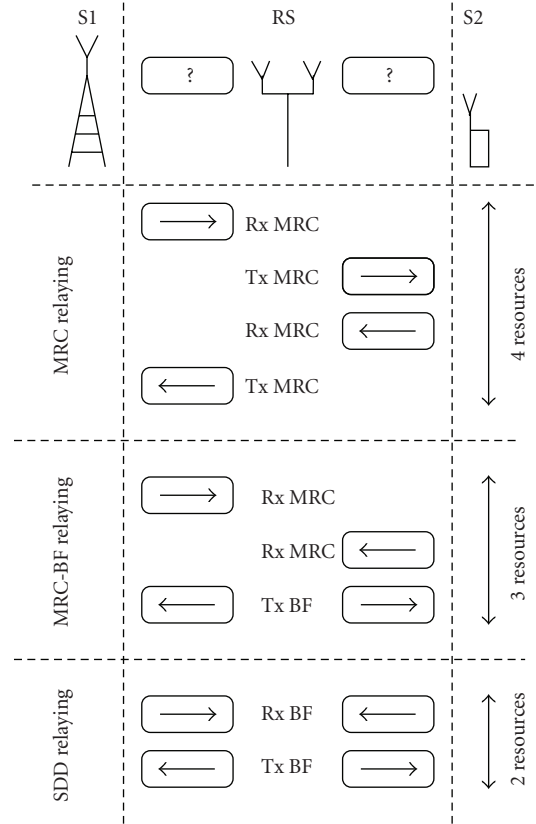 S1
RS
S2
?
?
MRC relaying
Rx MRC
Tx MRC
Rx MRC
Tx MRC
4 resources
MRC-BF relaying
Rx MRC
Rx MRC
Tx BF
3 resources
SDD relaying
Rx BF
Tx BF
2 resources